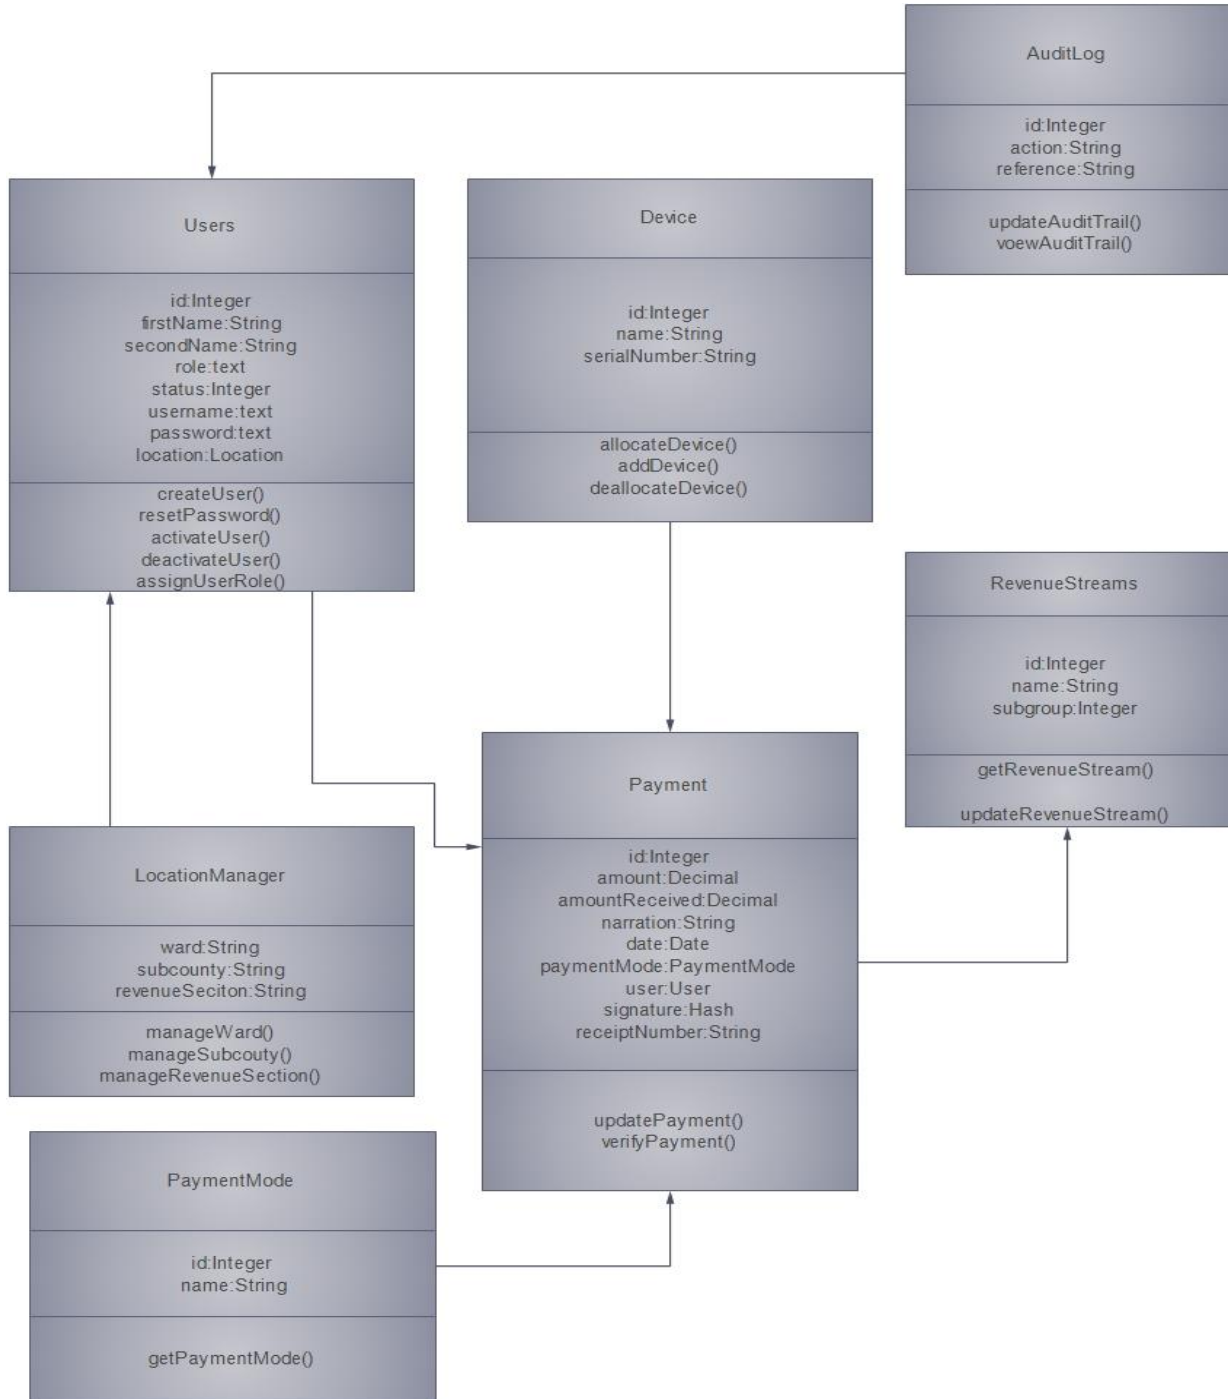 AuditLog
id:Integer
action:String
reference:String
updateAuditTrail()
voewAuditTrail()
Users
id:Integer
firstName:String
secondName:String
role:text
status:Integer
username:text
password:text
location:Location
createUser()
resetPassword()
activateUser()
deactivateUser()
assignUserRole()
Device
id:Integer
name:String
serialNumber:String
allocateDevice()
addDevice()
deallocateDevice()
RevenueStreams
id:Integer
name:String
subgroup:Integer
getRevenueStream()
updateRevenueStream()
Payment
id:Integer
amount:Decimal
amountReceived:Decimal
narration:String
date:Date
paymentMode:PaymentMode
user:User
signature:Hash
receiptNumber:String
updatePayment()
verifyPayment()
LocationManager
ward:String
subcounty:String
revenueSeciton:String
manageWard()
manageSubcouty()
manageRevenueSection()
PaymentMode
id:Integer
name:String
getPaymentMode()